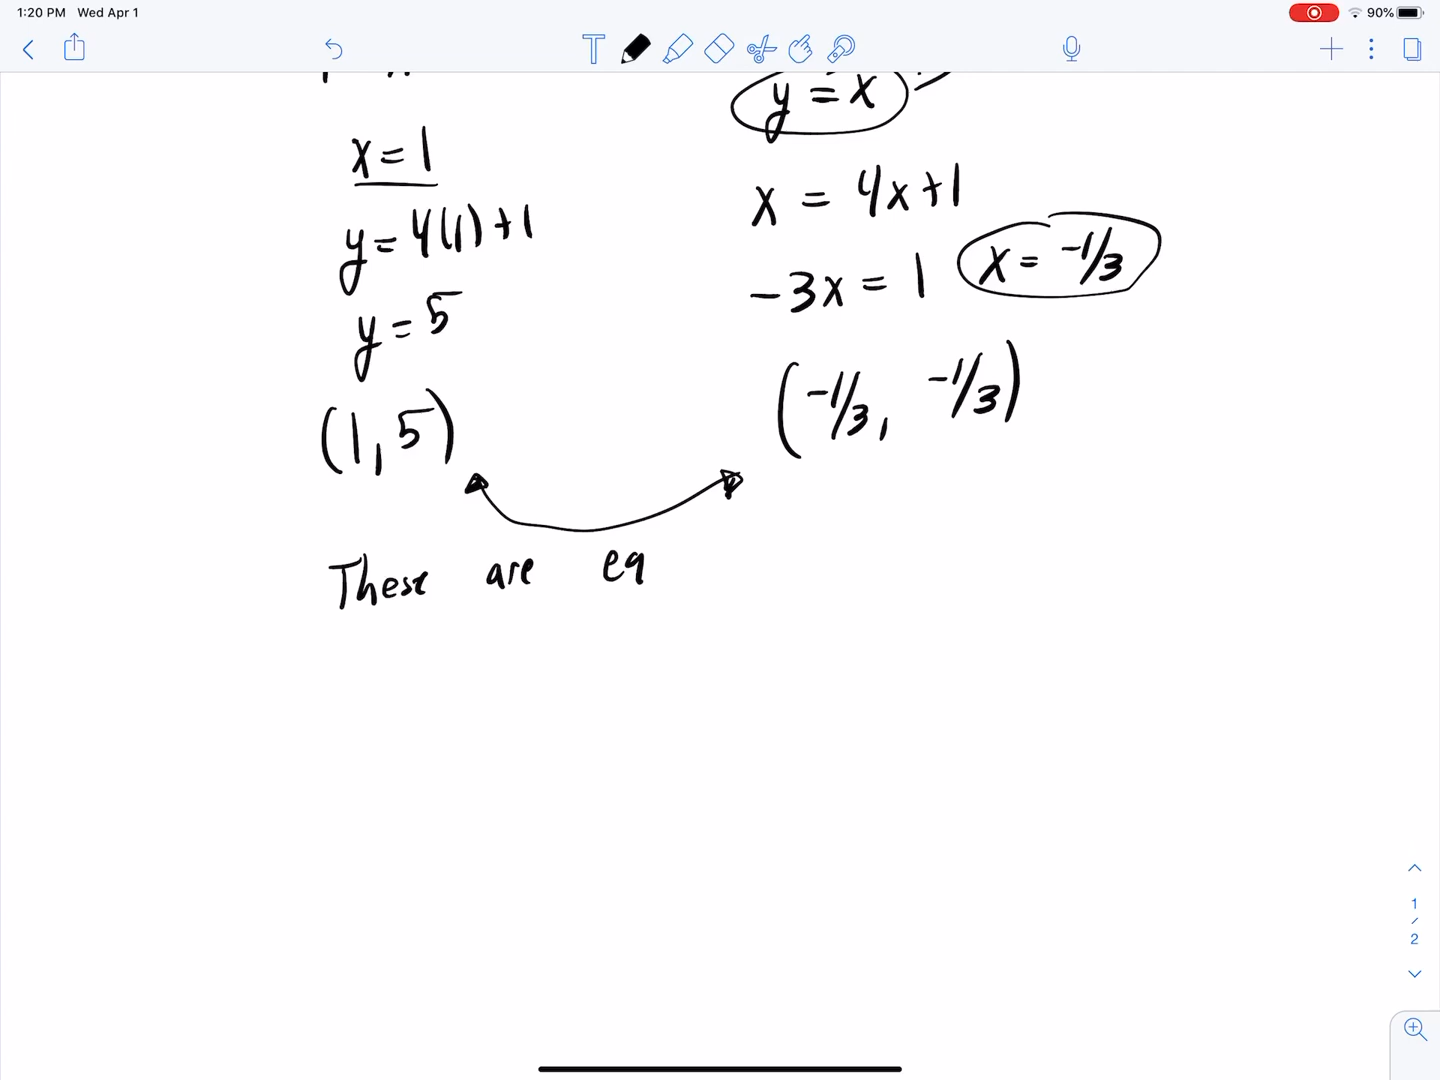 1:20 PM Wed Apr 1
90%
T
x = 1
y = 4(1) + 1
y = 5
(1, 5)
y = x
x = 4x + 1
-3x = 1
x = -1/3
(-1/3, -1/3)
These are eq
1
/
2